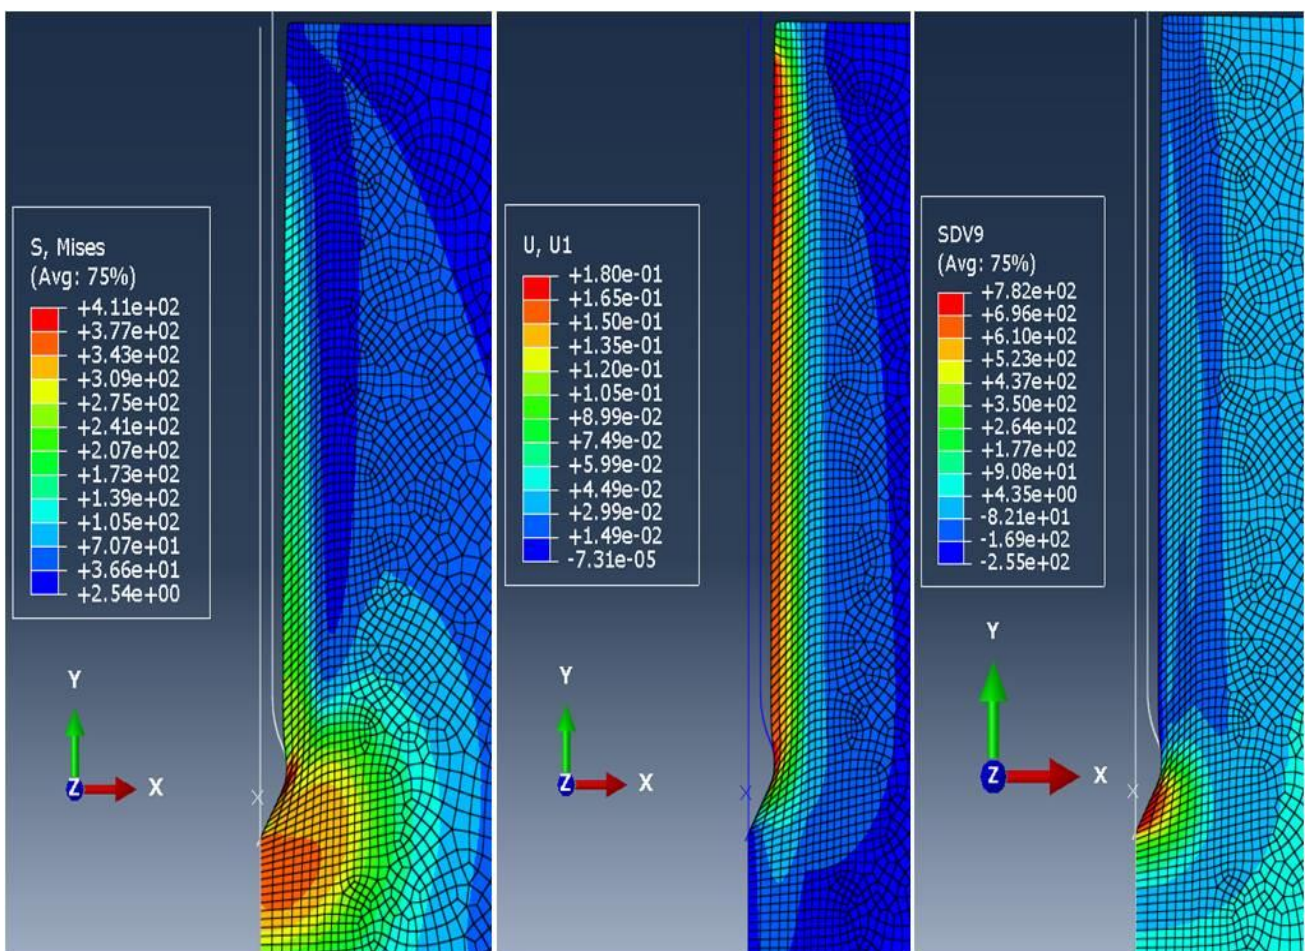 S, Mises
(Avg: 75%)
+4.11e+02
+3.77e+02
+3.43e+02
+3.09e+02
+2.75e+02
+2.41e+02
+2.07e+02
+1.73e+02
+1.39e+02
+1.05e+02
+7.07e+01
+3.66e+01
+2.54e+00
Y
Z X
X
U, U1
+1.80e-01
+1.65e-01
+1.50e-01
+1.35e-01
+1.20e-01
+1.05e-01
+8.99e-02
+7.49e-02
+5.99e-02
+4.49e-02
+2.99e-02
+1.49e-02
-7.31e-05
Y
Z X
X
SDV9
(Avg: 75%)
+7.82e+02
+6.96e+02
+6.10e+02
+5.23e+02
+4.37e+02
+3.50e+02
+2.64e+02
+1.77e+02
+9.08e+01
+4.35e+00
-8.21e+01
-1.69e+02
-2.55e+02
Y
Z X
X